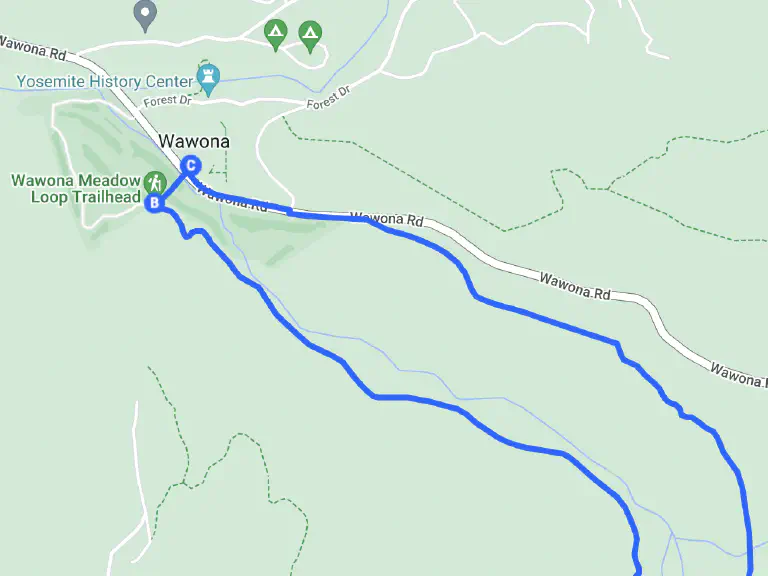 Wawona Rd
Yosemite History Center
Forest Dr
Forest Dr
Wawona
C
Wawona Meadow
Loop Trailhead
B
Wawona Rd
Wawona Rd
Wawona Rd
Wawona